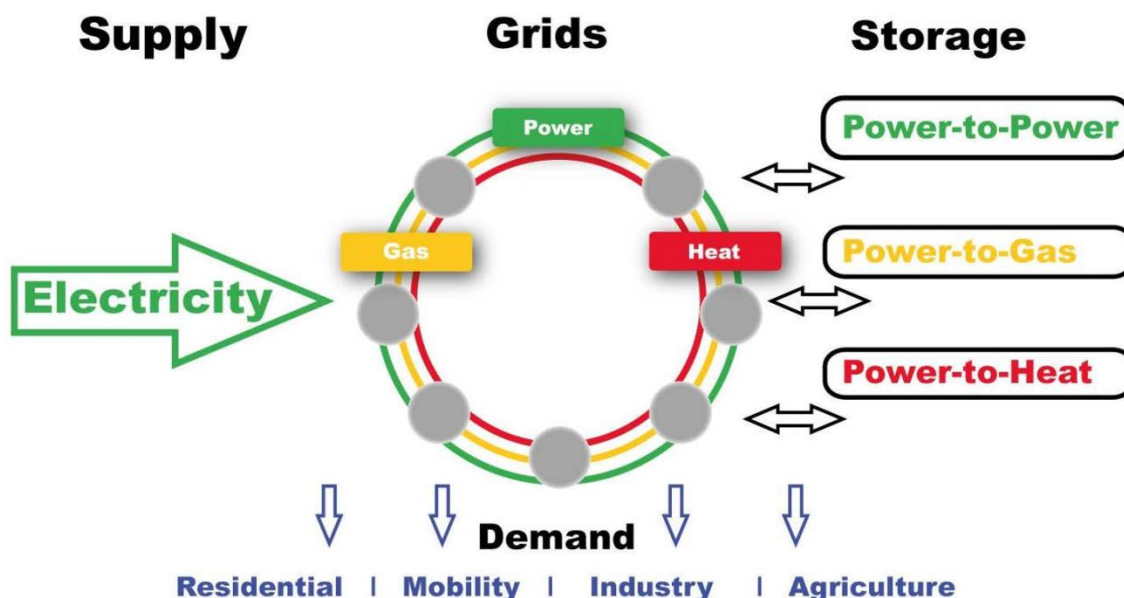 Supply Grids Storage
Power
Power-to-Power
Gas
Heat
Power-to-Gas
Electricity
Power-to-Heat
Demand
Residential | Mobility | Industry | Agriculture